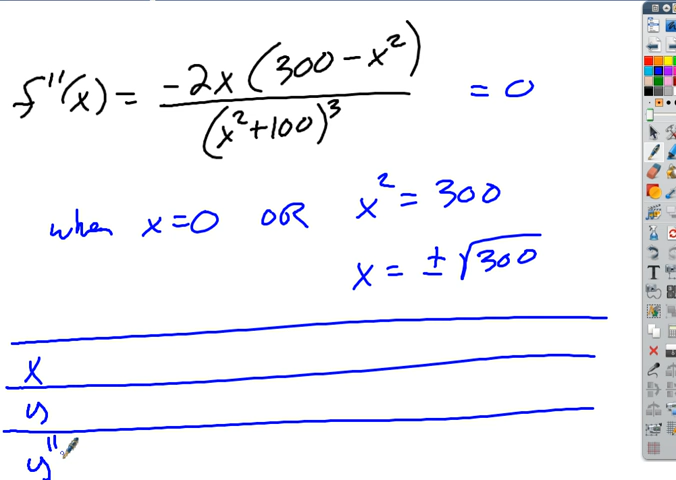 f''(x) = -2x(300-x²)/(x²+100)³ = 0
when x=0 OR x² = 300
x = ±√300
x
y
y''